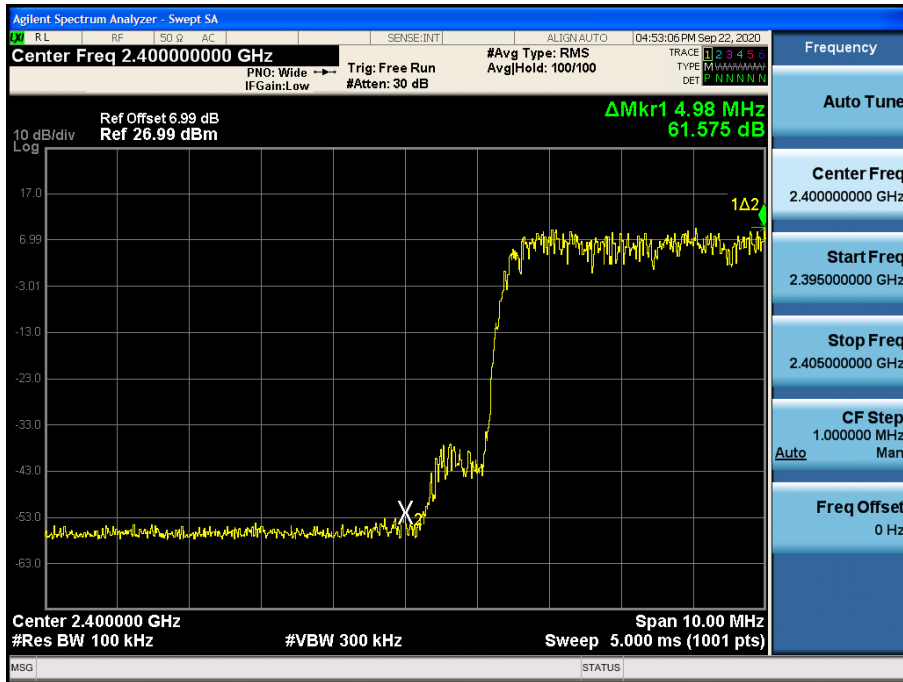 Agilent Spectrum Analyzer - Swept SA
LXI RL RF 50 Ω AC SENSE:INT ALIGNAUTO 04:53:06 PM Sep 22, 2020
Center Freq 2.400000000 GHz
PNO: Wide
IFGain:Low
Trig: Free Run
#Atten: 30 dB
#Avg Type: RMS
Avg|Hold: 100/100
TRACE 1 2 3 4 5 6
TYPE M WWWWW
DET P N N N N N
Frequency
Auto Tune
ΔMkr1 4.98 MHz
61.575 dB
Ref Offset 6.99 dB
10 dB/div Ref 26.99 dBm
Log
17.0
6.99
-3.01
-13.0
-23.0
-33.0
-43.0
-53.0
-63.0
1Δ2
2
Center Freq
2.400000000 GHz
Start Freq
2.395000000 GHz
Stop Freq
2.405000000 GHz
CF Step
1.000000 MHz
Auto Man
Freq Offset
0 Hz
Center 2.400000 GHz Span 10.00 MHz
#Res BW 100 kHz #VBW 300 kHz Sweep 5.000 ms (1001 pts)
MSG STATUS